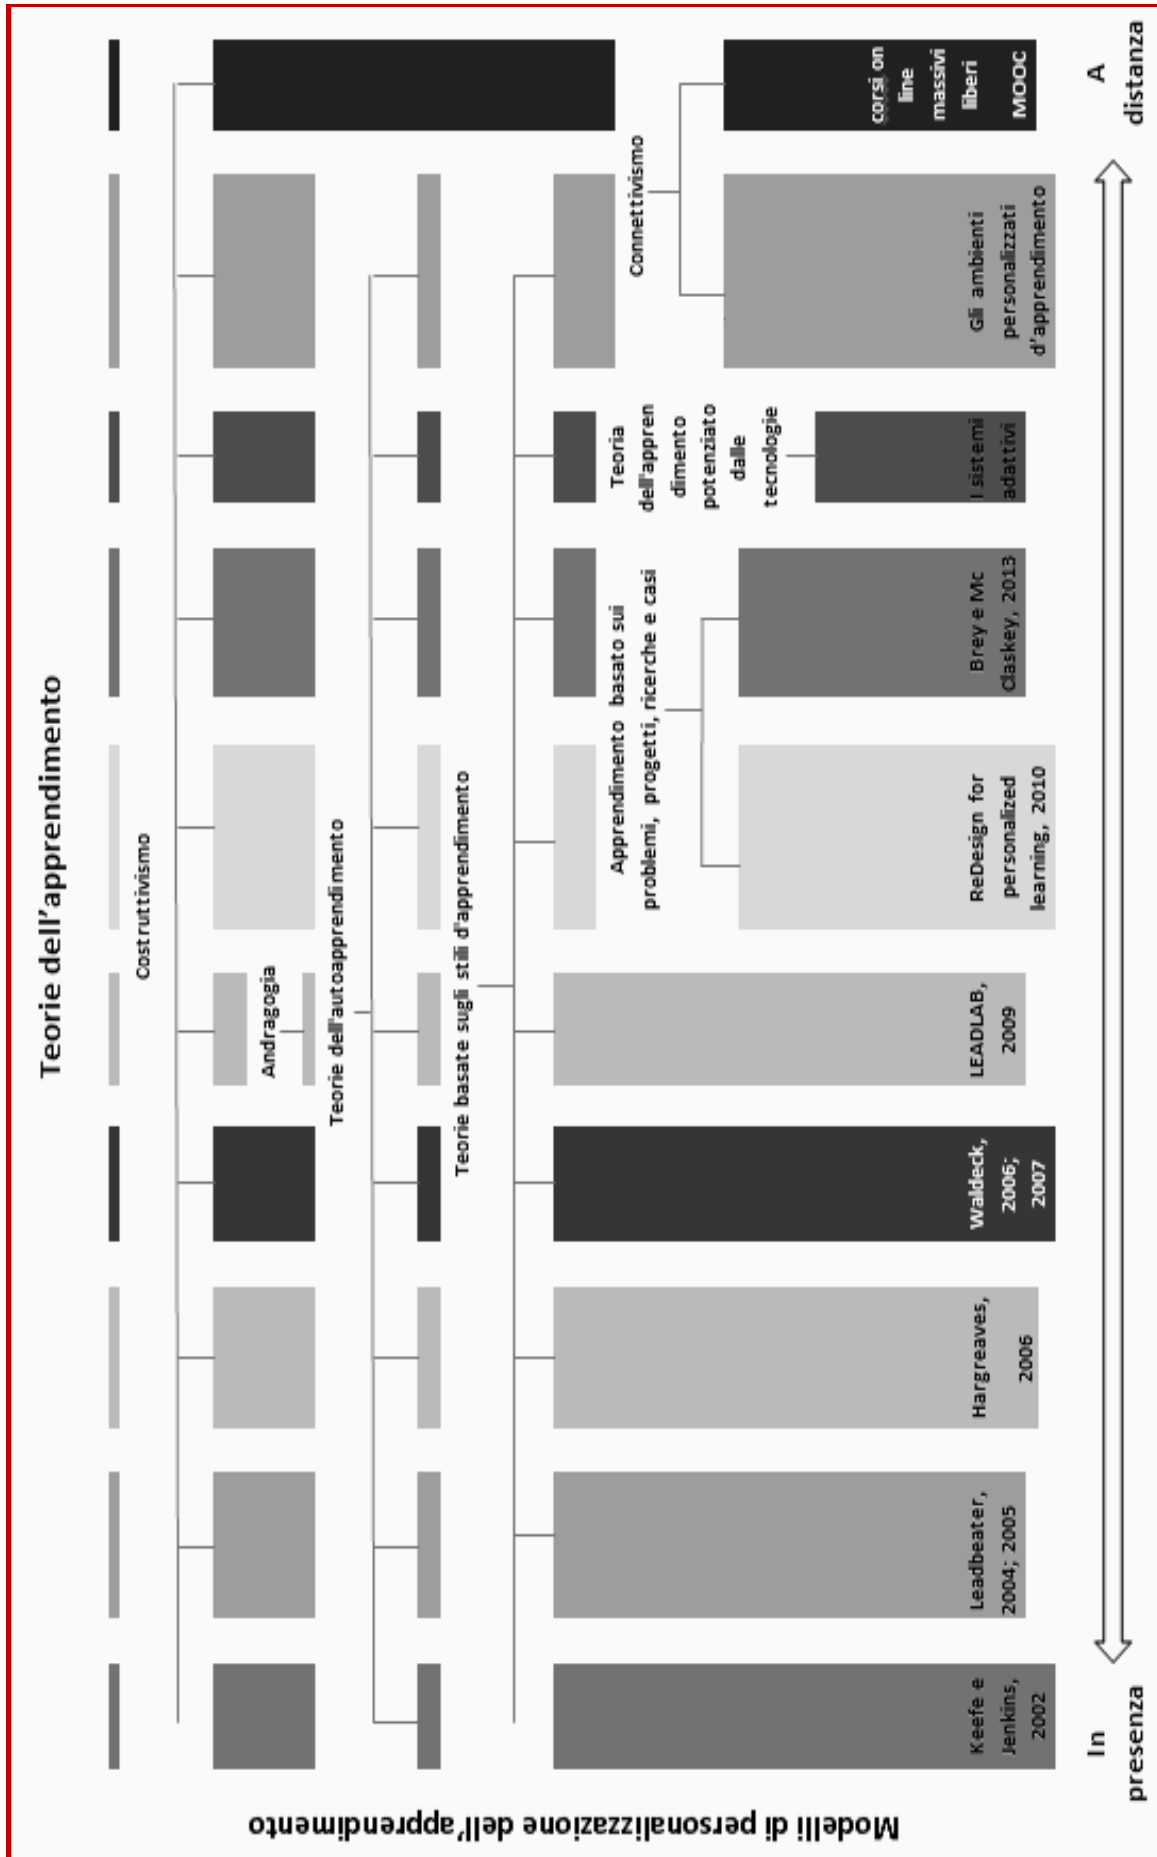 Teorie dell'apprendimento
Modelli di personalizzazione dell'apprendimento
Costruttivismo
Andragogia
Teorie dell'autoapprendimento
Teorie basate sugli stili d'apprendimento
Apprendimento basato sui
problemi, progetti, ricerche e casi
Teoria
dell'appren
dimento
potenziato
dalle
tecnologie
Connettivismo
Keefe e
Jenkins,
2002
Leadbeater,
2004; 2005
Hargreaves,
2006
Waldeck,
2006;
2007
LEADLAB,
2009
ReDesign for
personalized
learning, 2010
Brey e Mc
Claskey, 2013
I sistemi
adattivi
Gli ambienti
personalizzati
d'apprendimento
corsi on
line
massivi
liberi
MOOC
In
presenza
A
distanza